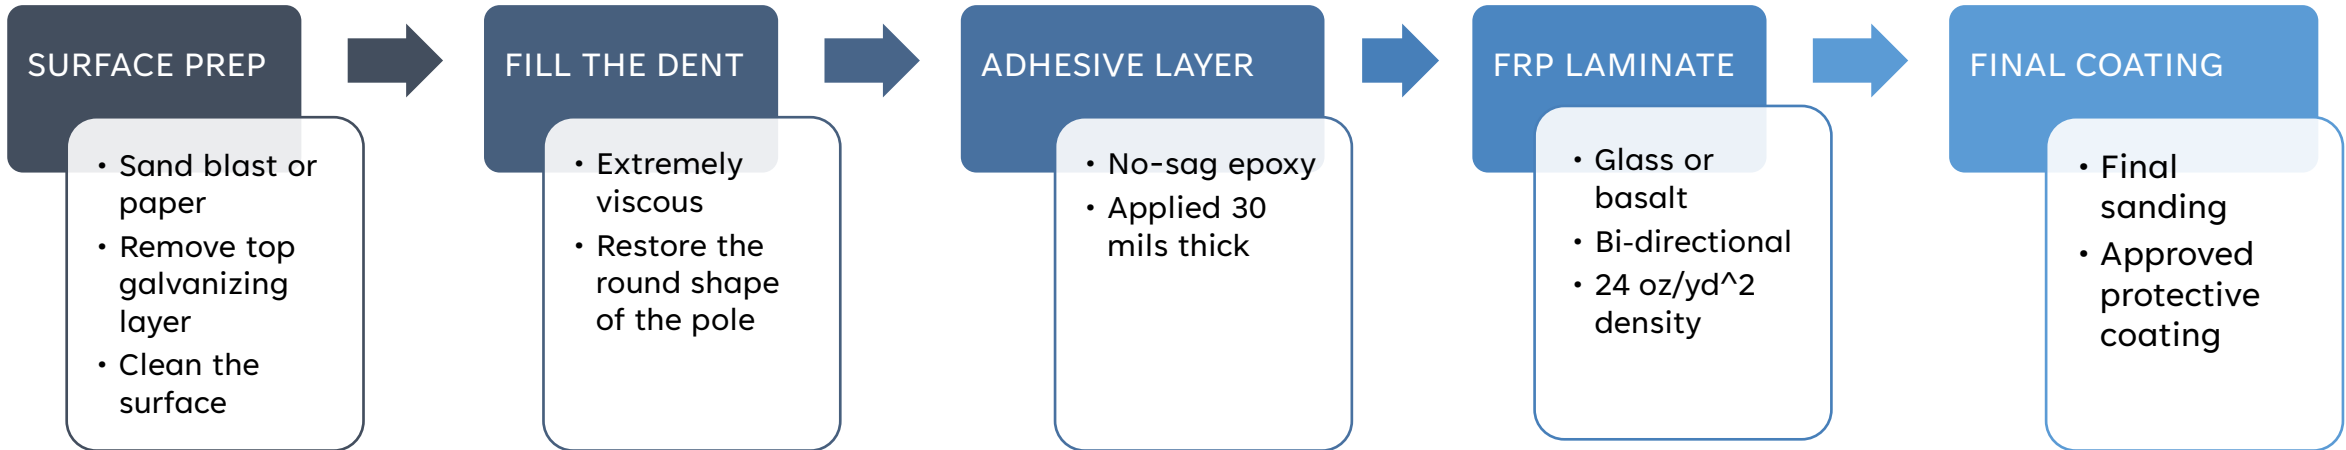 SURFACE PREP
• Sand blast or
paper
• Remove top
galvanizing
layer
• Clean the
surface
FILL THE DENT
• Extremely
viscous
• Restore the
round shape
of the pole
ADHESIVE LAYER
• No-sag epoxy
• Applied 30
mils thick
FRP LAMINATE
• Glass or
basalt
• Bi-directional
• 24 oz/yd^2
density
FINAL COATING
• Final
sanding
• Approved
protective
coating